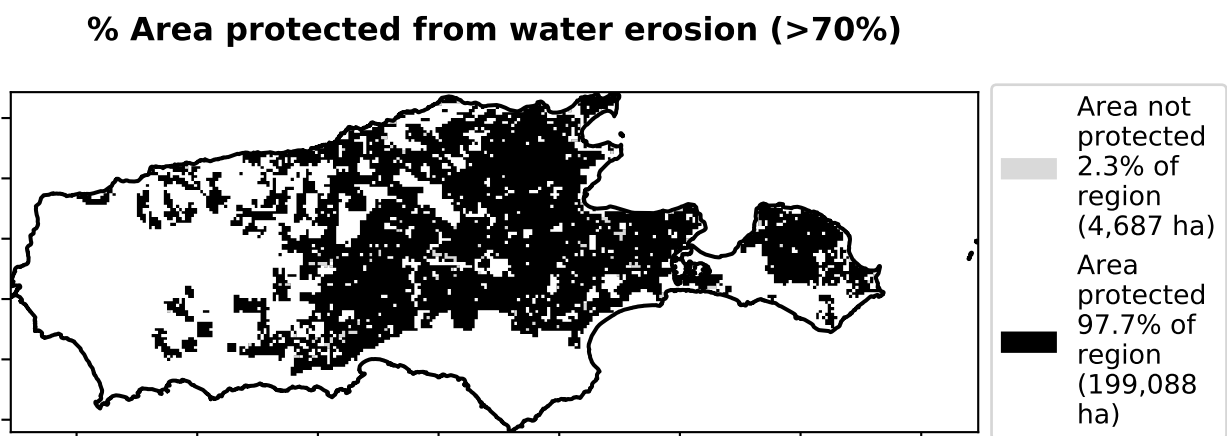 % Area protected from water erosion (>70%)
Area not
protected
2.3% of
region
(4,687 ha)
Area
protected
97.7% of
region
(199,088
ha)